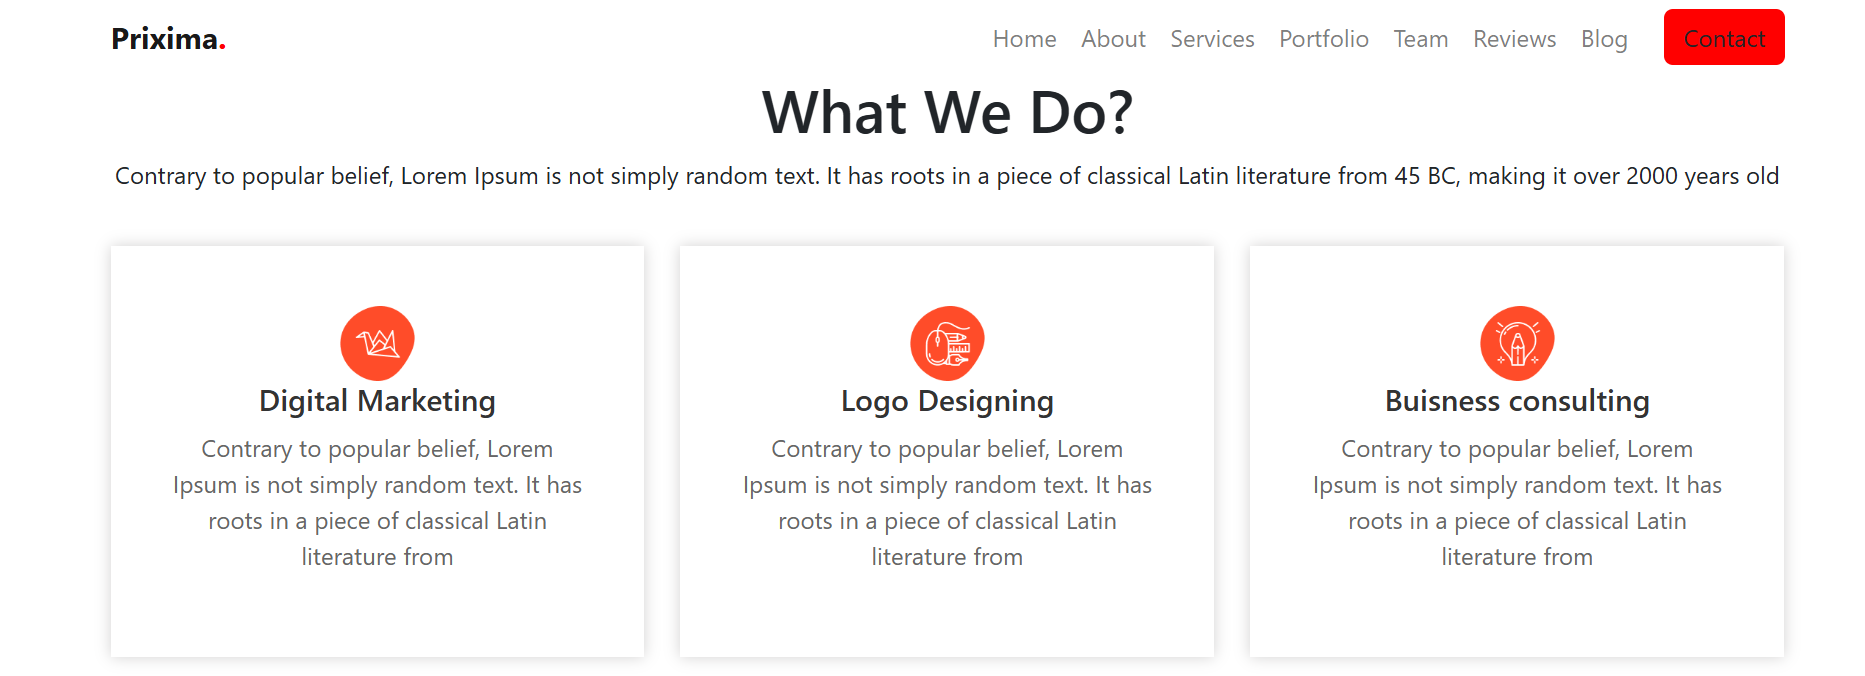 Prixima.
Home About Services Portfolio Team Reviews Blog Contact
What We Do?
Contrary to popular belief, Lorem Ipsum is not simply random text. It has roots in a piece of classical Latin literature from 45 BC, making it over 2000 years old
Digital Marketing
Contrary to popular belief, Lorem
Ipsum is not simply random text. It has
roots in a piece of classical Latin
literature from
Logo Designing
Contrary to popular belief, Lorem
Ipsum is not simply random text. It has
roots in a piece of classical Latin
literature from
Buisness consulting
Contrary to popular belief, Lorem
Ipsum is not simply random text. It has
roots in a piece of classical Latin
literature from